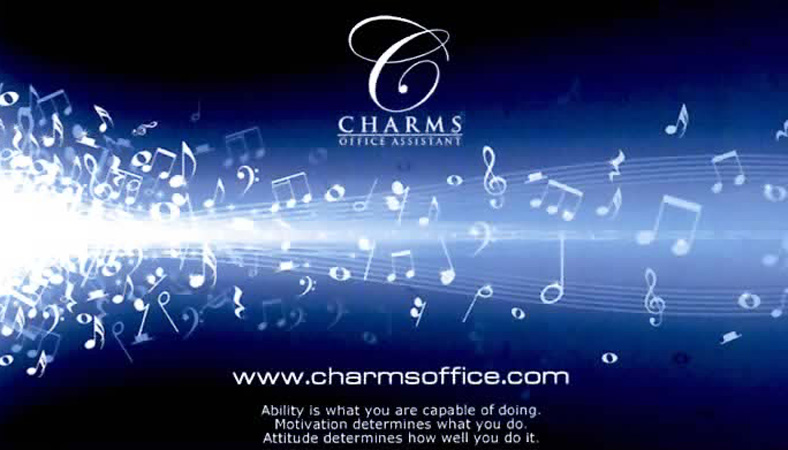 C
CHARMS
OFFICE ASSISTANT
www.charmsoffice.com
Ability is what you are capable of doing.
Motivation determines what you do.
Attitude determines how well you do it.